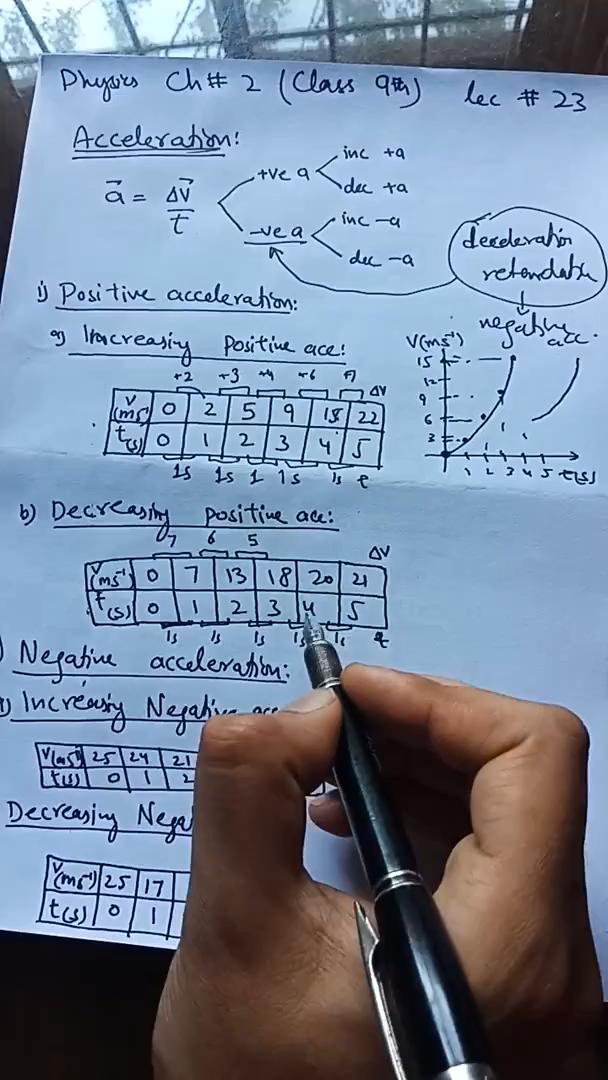 Physics Ch# 2 (Class 9th) lec # 23
Acceleration:
a = ΔV/t
+ve a
inc +a
dec +a
-ve a
inc -a
dec -a
deceleration
retardation
negative acc.
i) Positive acceleration:
a) Increasing Positive acc:
+2 +3 +4 +6 +7 ΔV
V(ms⁻¹) 0 2 5 9 15 22
t(s) 0 1 2 3 4 5
1s 1s 1 1s 1s t
V(ms⁻¹)
15
12
9
6
3
1 2 3 4 5 t(s)
b) Decreasing positive acc:
7 6 5 ΔV
V(ms⁻¹) 0 7 13 18 20 21
t(s) 0 1 2 3 4 5
1s 1s 1s 1s 1s t
Negative acceleration:
Increasing Negative acc
V(ms⁻¹) 25 24 21
t(s) 0 1 2
Decreasing Nega
V(ms⁻¹) 25 17
t(s) 0 1